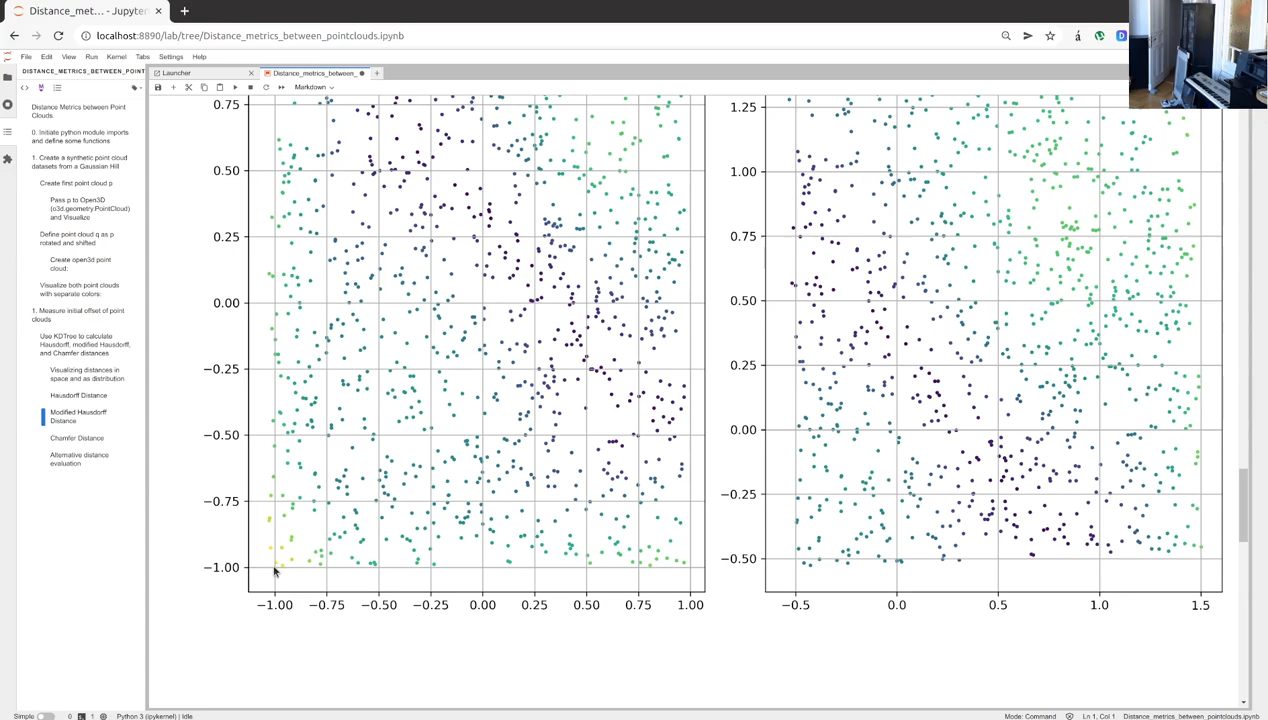 Distance_met... - Jupyter
localhost:8890/lab/tree/Distance_metrics_between_pointclouds.ipynb
File Edit View Run Kernel Tabs Settings Help
DISTANCE_METRICS_BETWEEN_POINT
Launcher
Distance_metrics_between_
Markdown
Distance Metrics between Point
Clouds
0. Initiate python module imports
and define some functions
1. Create a synthetic point cloud
datasets from a Gaussian Hill
Create first point cloud p
Pass p to Open3D
(o3d.geometry.PointCloud)
and Visualize
Define point cloud q as p
rotated and shifted
Create open3d point
cloud:
Visualize both point clouds
with separate colors:
1. Measure initial offset of point
clouds
Use KDTree to calculate
Hausdorff, modified Hausdorff,
and Chamfer distances
Visualizing distances in
space and as distribution
Hausdorff Distance
Modified Hausdorff
Distance
Chamfer Distance
Alternative distance
evaluation
0.75
0.50
0.25
0.00
−0.25
−0.50
−0.75
−1.00
−1.00 −0.75 −0.50 −0.25 0.00 0.25 0.50 0.75 1.00
1.25
1.00
0.75
0.50
0.25
0.00
−0.25
−0.50
−0.5 0.0 0.5 1.0 1.5
Simple 0 1 Python 3 (ipykernel) | Idle Mode: Command Ln 1, Col 1 Distance_metrics_between_pointclouds.ipynb